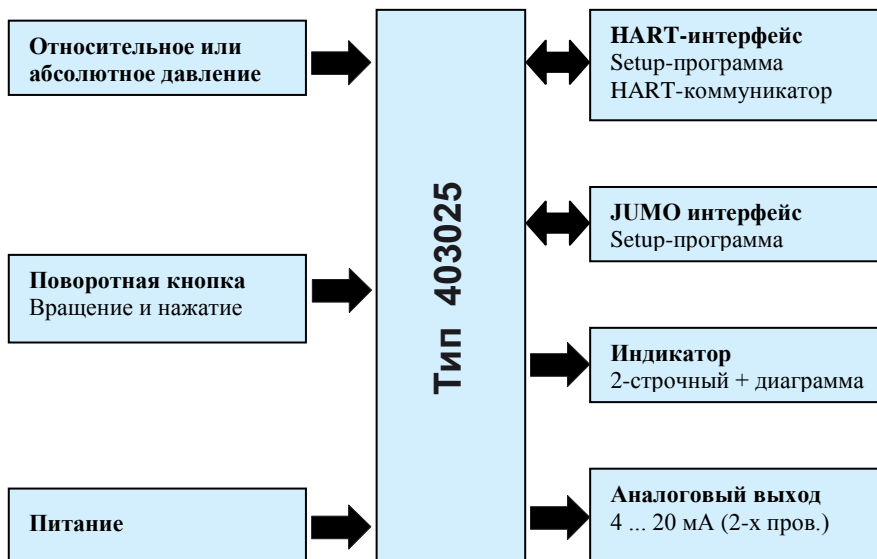 Относительное или
абсолютное давление
Поворотная кнопка
Вращение и нажатие
Питание
Тип 403025
HART-интерфейс
Setup-программа
HART-коммуникатор
JUMO интерфейс
Setup-программа
Индикатор
2-строчный + диаграмма
Аналоговый выход
4 ... 20 мА (2-х пров.)